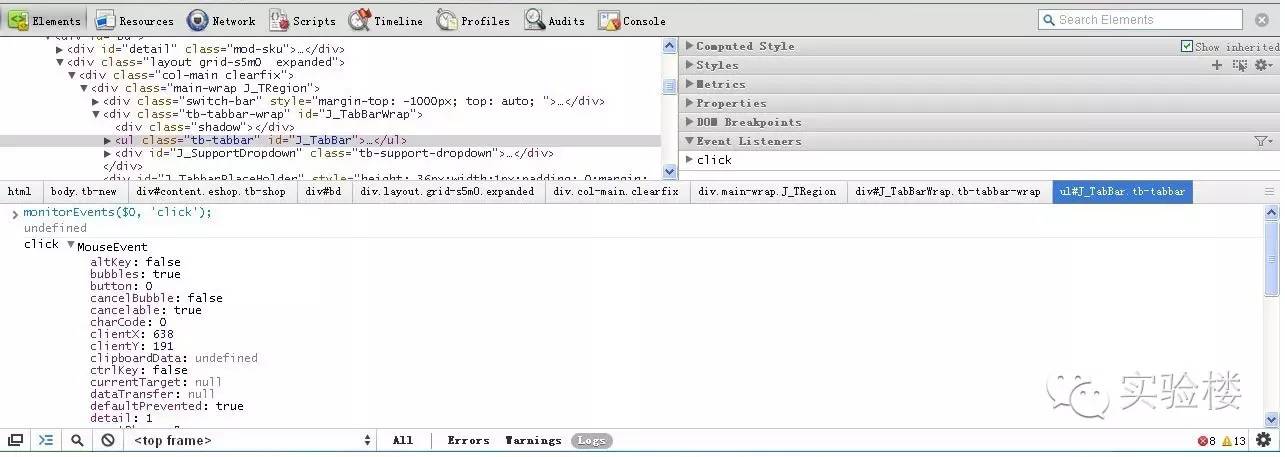 Elements Resources Network Scripts Timeline Profiles Audits Console Search Elements
<div id="detail" class="mod-sku">…</div>
<div class="layout grid-s5m0  expanded">
<div class="col-main clearfix">
<div class="main-wrap J_TRegion">
<div class="switch-bar" style="margin-top: -1000px; top: auto; ">…</div>
<div class="tb-tabbar-wrap" id="J_TabBarWrap">
<div class="shadow"></div>
<ul class="tb-tabbar" id="J_TabBar">…</ul>
<div id="J_SupportDropdown" class="tb-support-dropdown">…</div>
</div>
Computed Style Show inherited
Styles
Metrics
Properties
DOM Breakpoints
Event Listeners
click
html body.tb-new div#content.eshop.tb-shop div#bd div.layout.grid-s5m0.expanded div.col-main.clearfix div.main-wrap.J_TRegion div#J_TabBarWrap.tb-tabbar-wrap ul#J_TabBar.tb-tabbar
monitorEvents($0, 'click');
undefined
click MouseEvent
altKey: false
bubbles: true
button: 0
cancelBubble: false
cancelable: true
charCode: 0
clientX: 638
clientY: 191
clipboardData: undefined
ctrlKey: false
currentTarget: null
dataTransfer: null
defaultPrevented: true
detail: 1
实验楼
<top frame> All Errors Warnings Logs 8 13